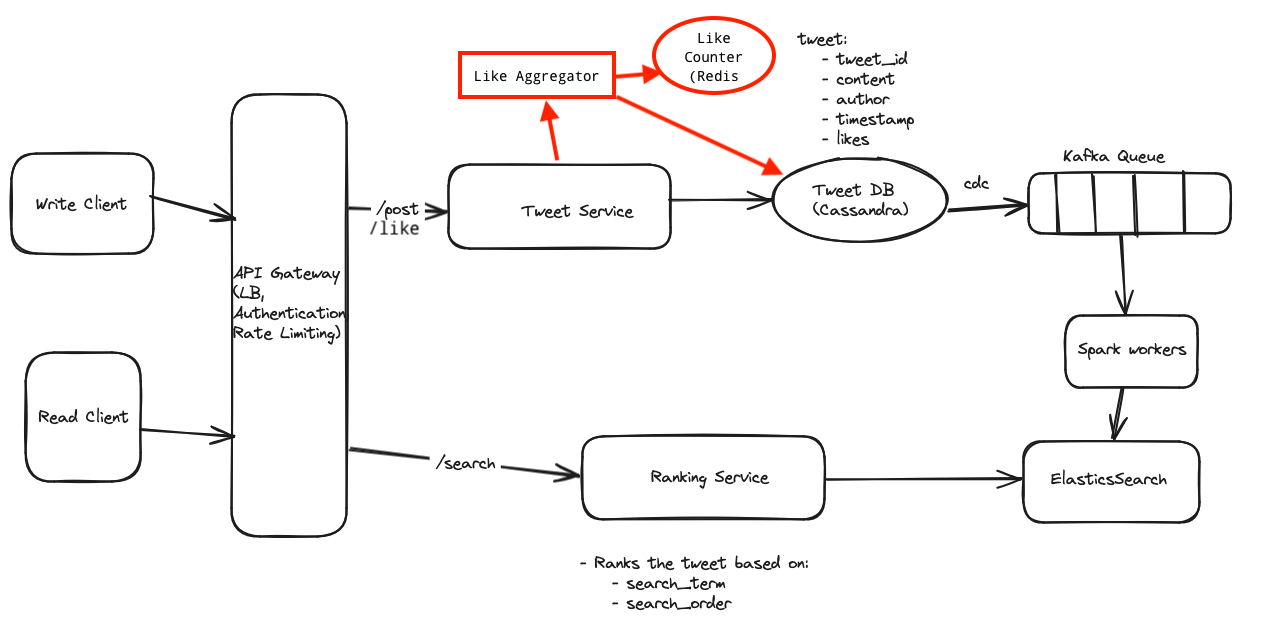 Like
Counter
(Redis
Like Aggregator
tweet:
- tweet_id
- content
- author
- timestamp
- likes
Kafka Queue
Write Client
/post
/like
Tweet Service
Tweet DB
(Cassandra)
cdc
API Gateway
(LB,
Authentication
Rate Limiting)
Spark workers
Read Client
/search
Ranking Service
ElasticsSearch
- Ranks the tweet based on:
- search_term
- search_order